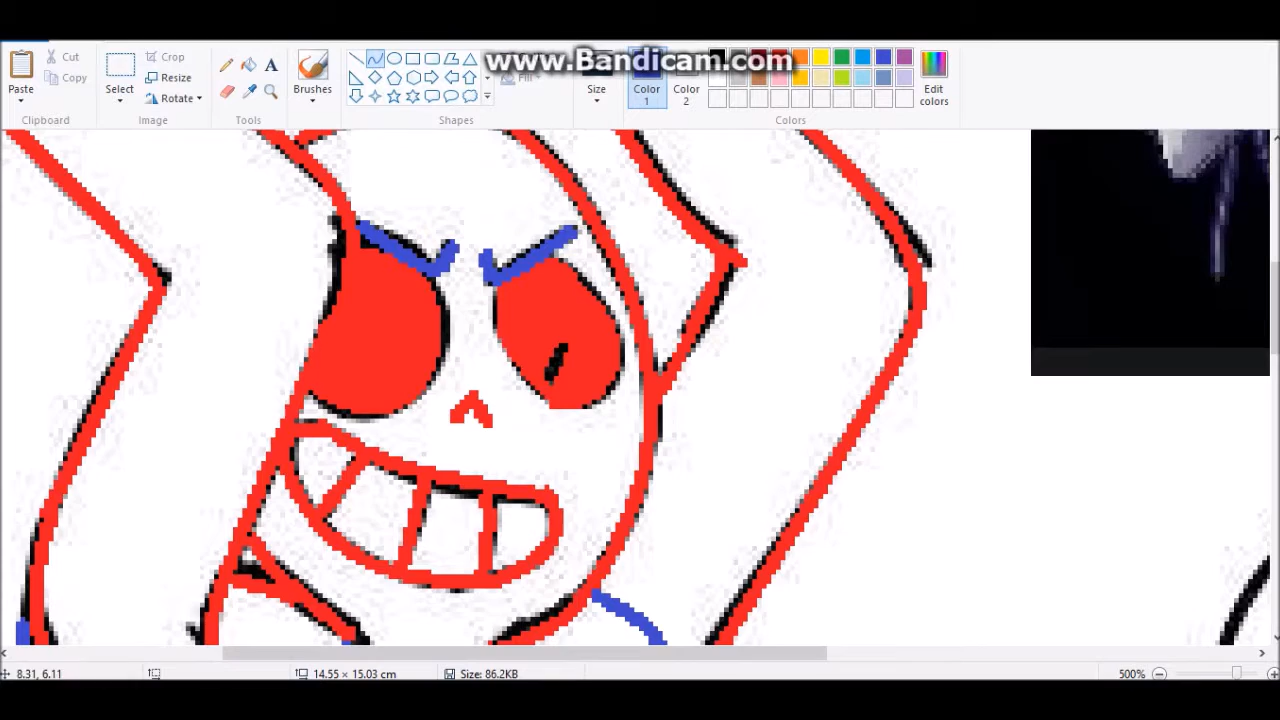 www.Bandicam.com
Paste
Cut
Copy
Clipboard
Select
Crop
Resize
Rotate
Image
A
Tools
Brushes
Shapes
Fill
Size
Color
1
Color
2
Edit
colors
Colors
8.31, 6.11
14.55 × 15.03 cm
Size: 86.2KB
500%